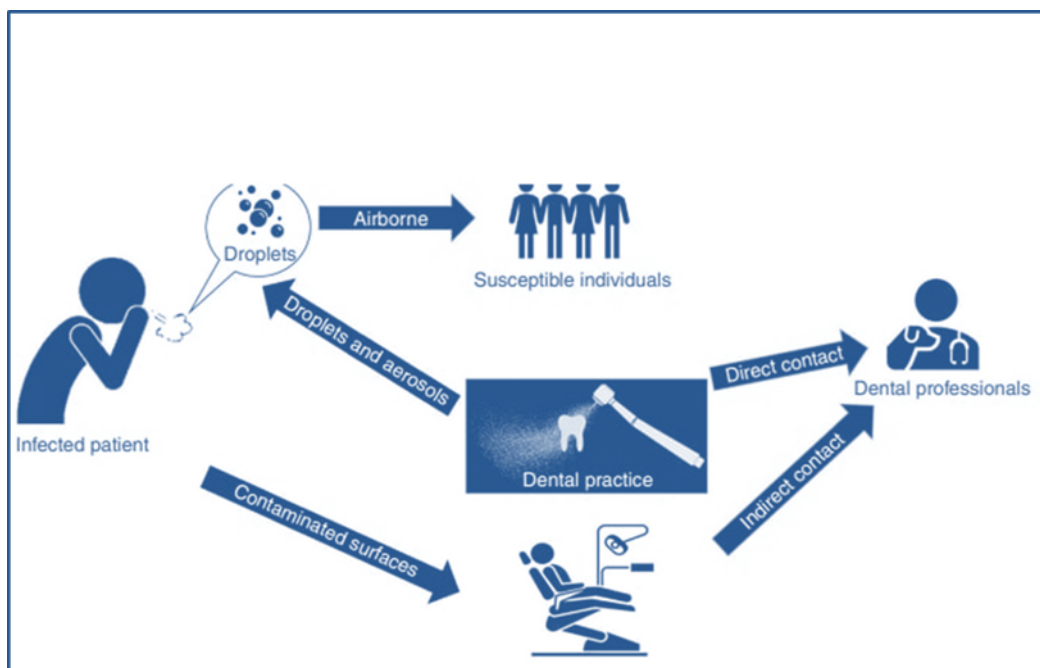 Droplets
Airborne
Susceptible individuals
Droplets and aerosols
Direct contact
Dental professionals
Infected patient
Dental practice
Contaminated surfaces
Indirect contact